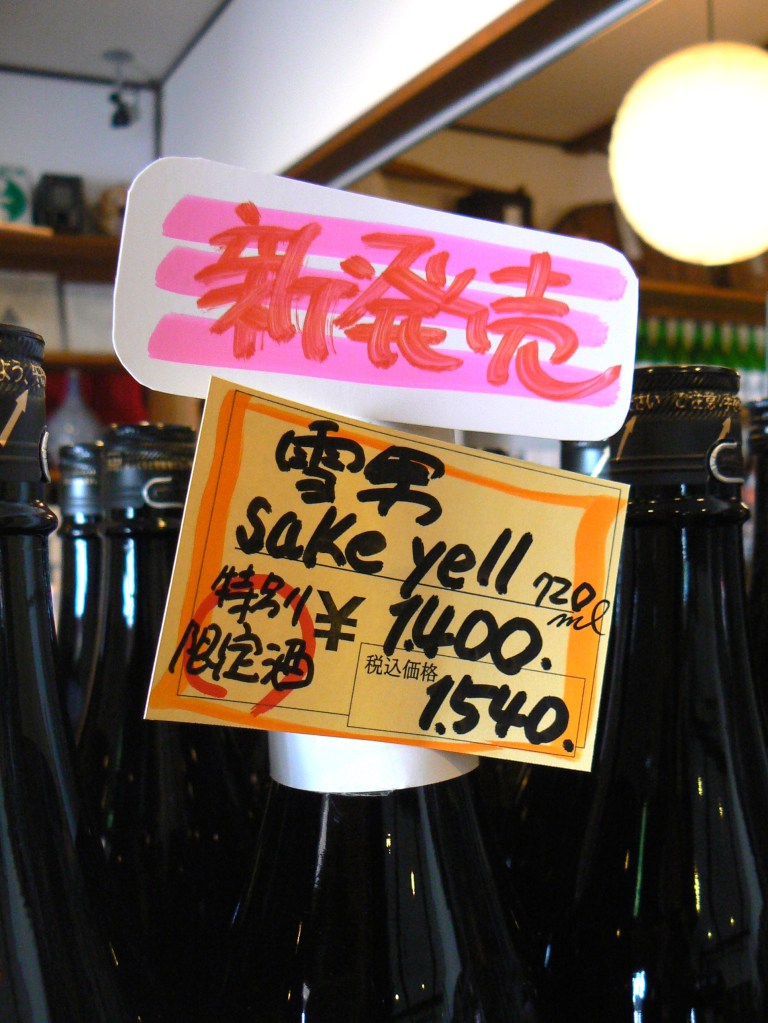 新発売
雪男
sake yell 720ml
特別
限定酒
¥1.400.
税込価格
1.540.